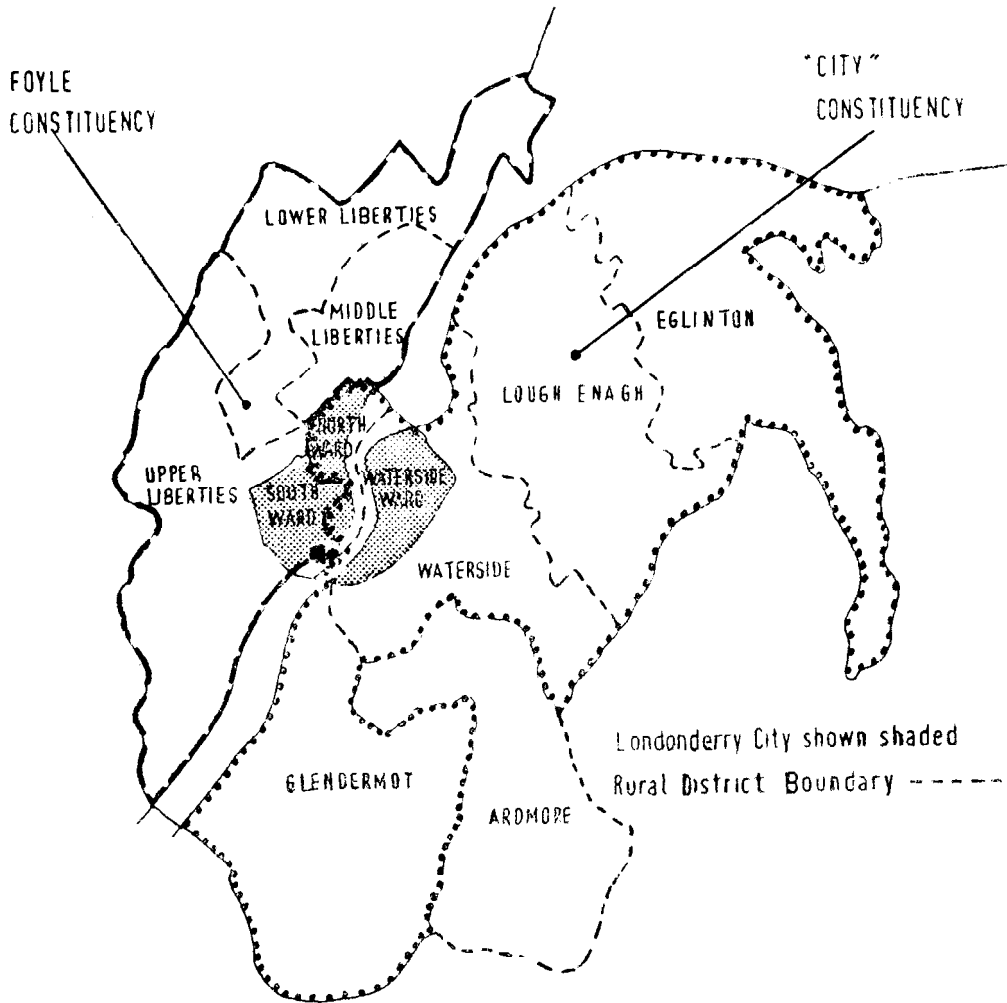 FOYLE
CONSTITUENCY
"CITY"
CONSTITUENCY
LOWER LIBERTIES
MIDDLE
LIBERTIES
EGLINTON
LOUGH ENAGH
NORTH
WARD
UPPER
LIBERTIES
SOUTH
WARD
WATERSIDE
WARD
WATERSIDE
Londonderry City shown shaded
Rural District Boundary
GLENDERMOT
ARDMORE